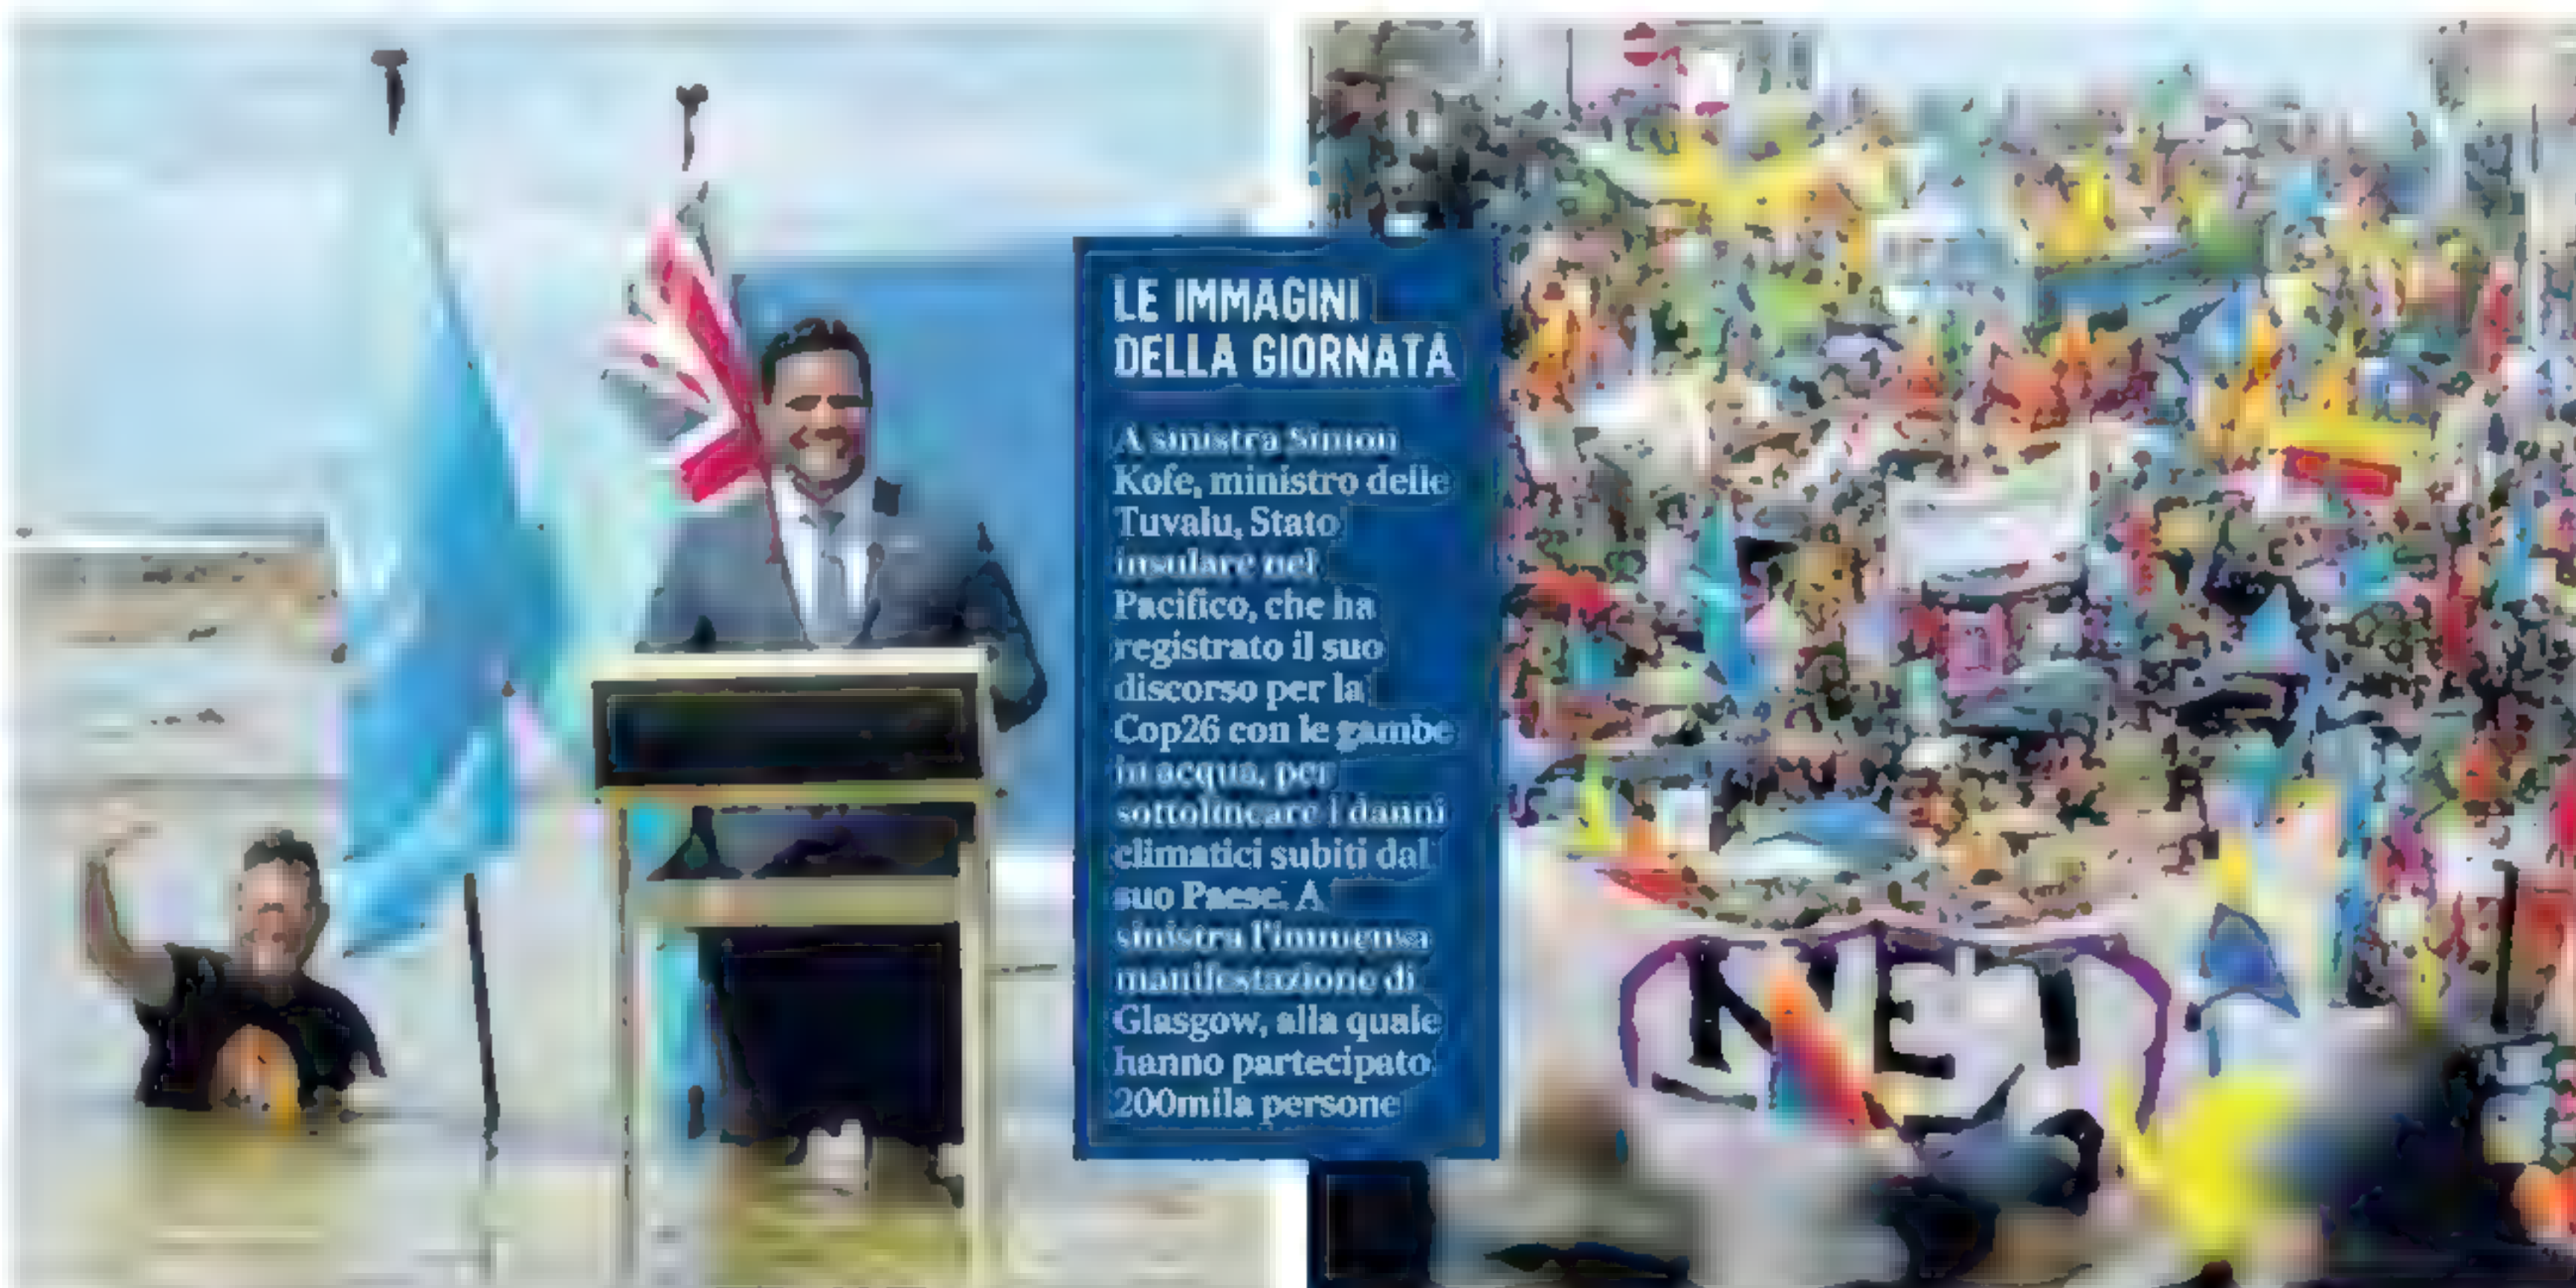 LE IMMAGINI
DELLA GIORNATA
A sinistra Simon
Kofe, ministro delle
Tuvalu, Stato
insulare nel
Pacifico, che ha
registrato il suo
discorso per la
Cop26 con le gambe
in acqua, per
sottolineare i danni
climatici subiti dal
suo Paese. A
sinistra l'immensa
manifestazione di
Glasgow, alla quale
hanno partecipato
200mila persone
NET